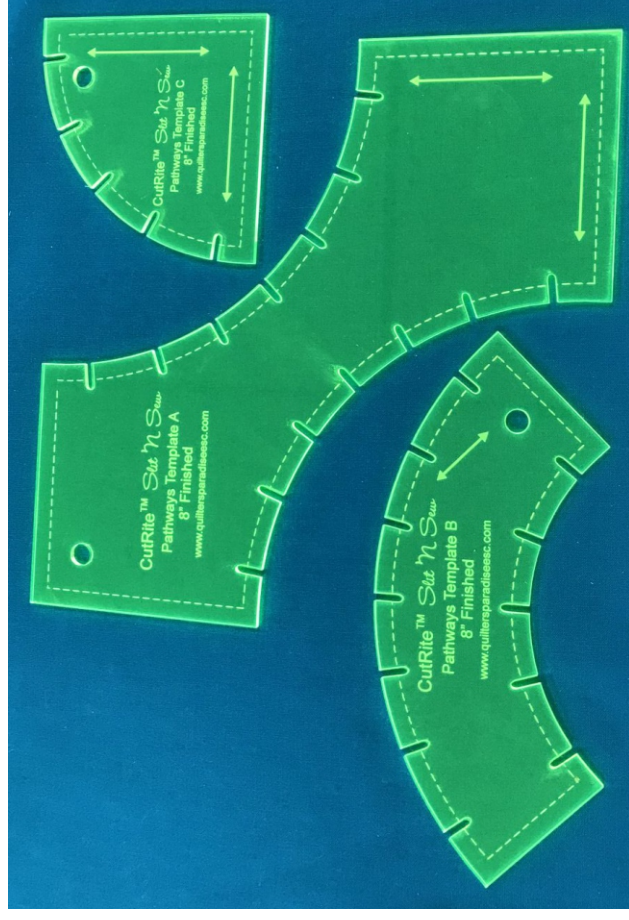 CutRite™ Slit 'N Sew
Pathways Template C
8" Finished
www.quiltersparadiseesc.com
CutRite™ Slit 'N Sew
Pathways Template A
8" Finished
www.quiltersparadiseesc.com
CutRite™ Slit 'N Sew
Pathways Template B
8" Finished
www.quiltersparadiseesc.com